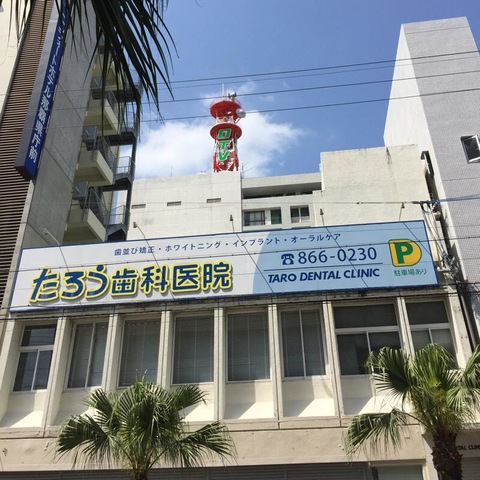 OTV
歯並び矯正・ホワイトニング・インプラント・オーラルケア
たろう歯科医院
☎866-0230
TARO DENTAL CLINIC
P
駐車場あり